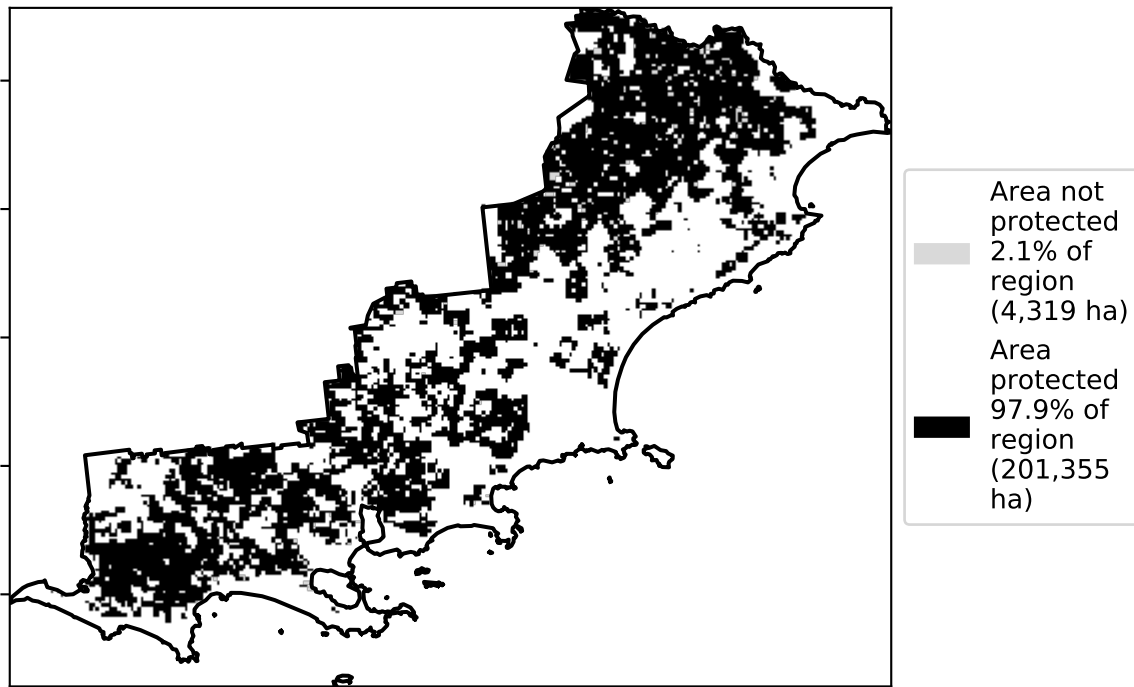 Area not
protected
2.1% of
region
(4,319 ha)
Area
protected
97.9% of
region
(201,355
ha)